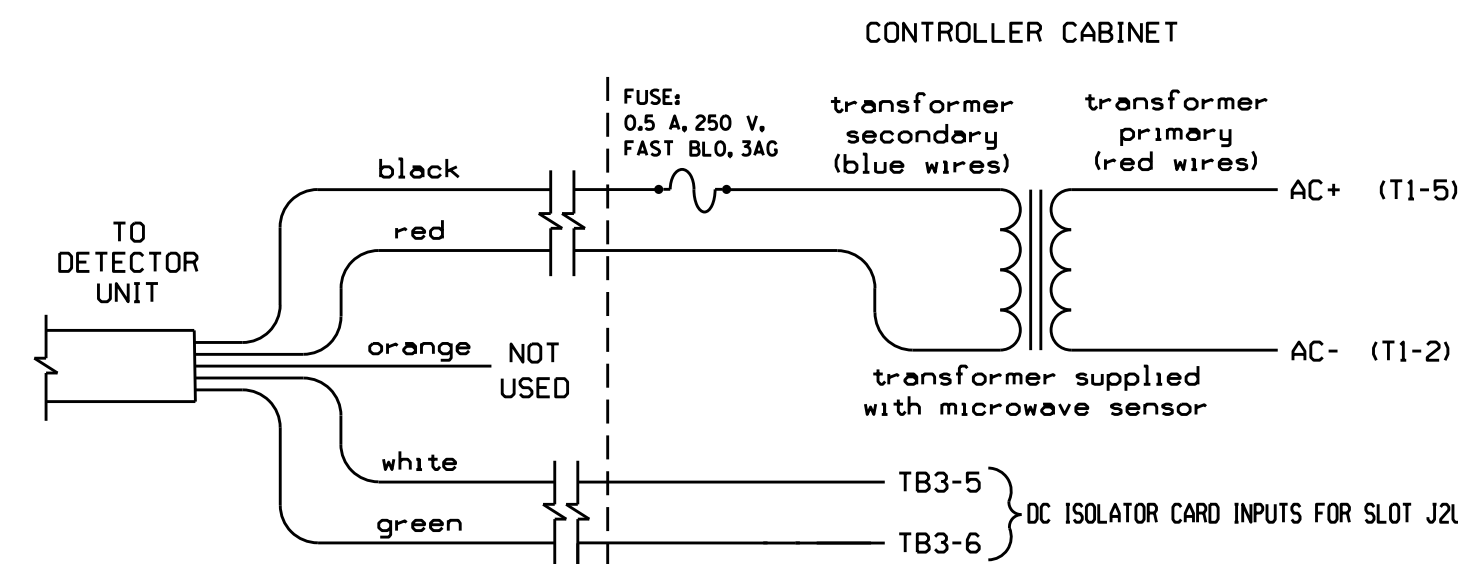 CONTROLLER CABINET
FUSE:
0.5 A, 250 V,
FAST BLO, 3AG
transformer
secondary
(blue wires)
transformer
primary
(red wires)
black
AC+ (T1-5)
red
TO
DETECTOR
UNIT
orange
NOT
USED
AC- (T1-2)
transformer supplied
with microwave sensor
white
TB3-5
DC ISOLATOR CARD INPUTS FOR SLOT
green
TB3-6